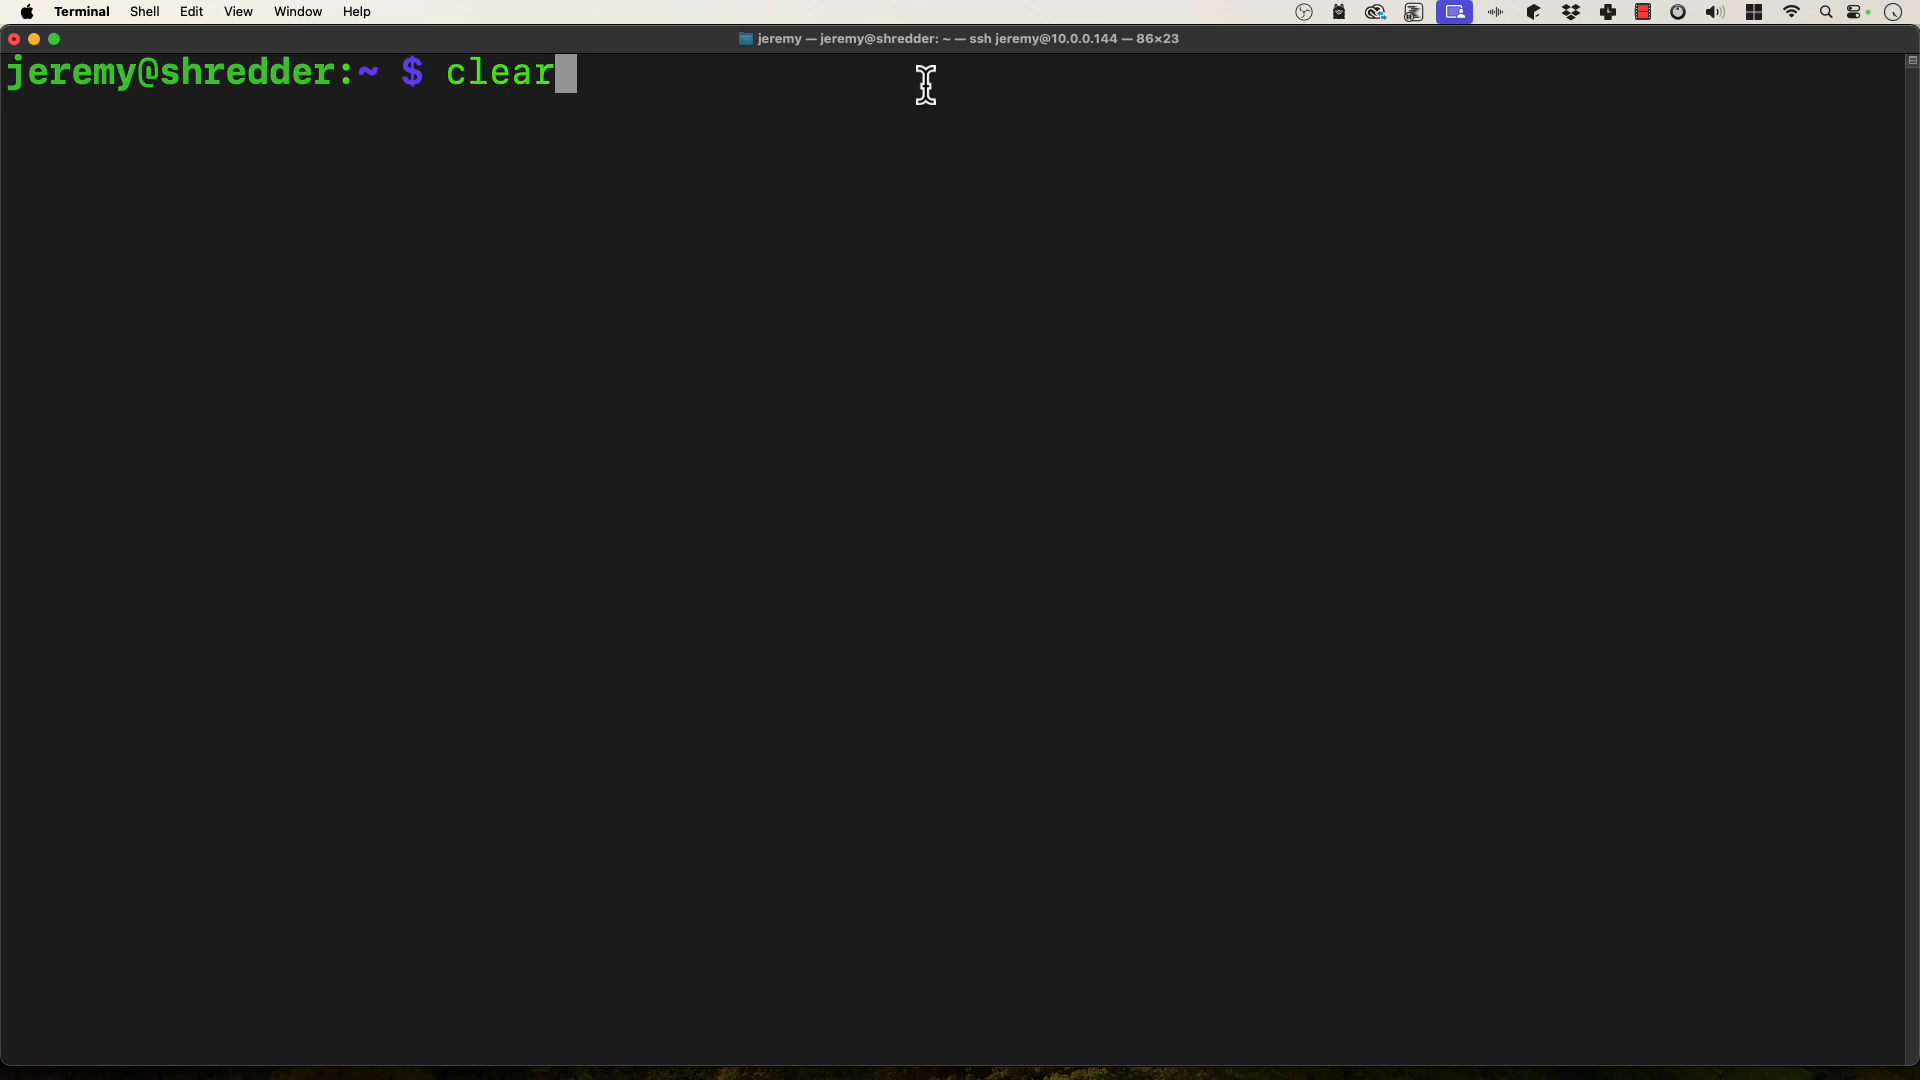 Terminal Shell Edit View Window Help
jeremy — jeremy@shredder: ~ — ssh jeremy@10.0.0.144 — 86×23
jeremy@shredder:~ $ clear